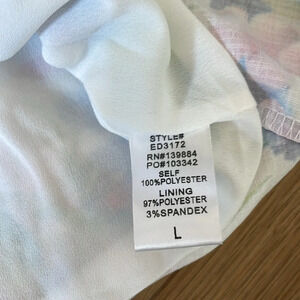 STYLE#
ED3172
RN#139884
PO#103342
SELF
100%POLYESTER
LINING
97%POLYESTER
3%SPANDEX
L